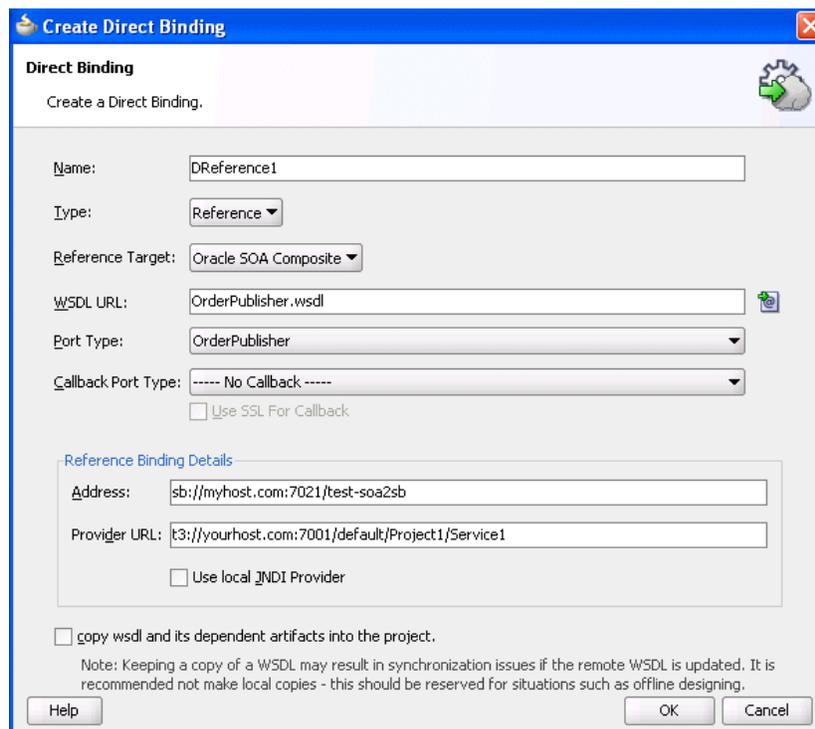 Create Direct Binding
Direct Binding
Create a Direct Binding.
Name: DReference1
Type: Reference
Reference Target: Oracle SOA Composite
WSDL URL: OrderPublisher.wsdl
Port Type: OrderPublisher
Callback Port Type: ----- No Callback -----
Use SSL For Callback
Reference Binding Details
Address: sb://myhost.com:7021/test-soa2sb
Provider URL: t3://yourhost.com:7001/default/Project1/Service1
Use local JNDI Provider
copy wsdl and its dependent artifacts into the project.
Note: Keeping a copy of a WSDL may result in synchronization issues if the remote WSDL is updated. It is
recommended not make local copies - this should be reserved for situations such as offline designing.
Help OK Cancel